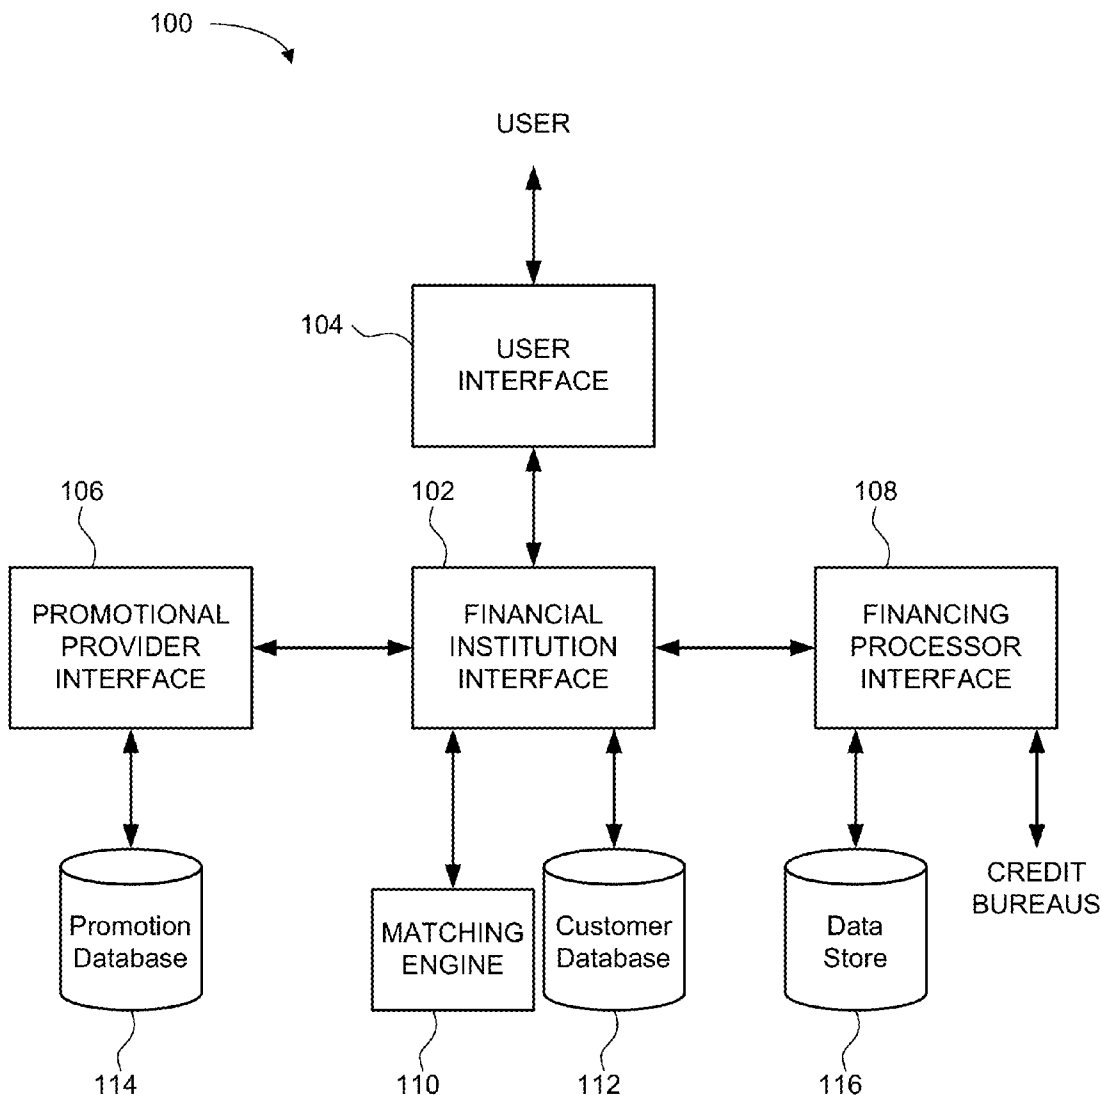 100
USER
104
USER
INTERFACE
106
102
108
PROMOTIONAL
PROVIDER
INTERFACE
FINANCIAL
INSTITUTION
INTERFACE
FINANCING
PROCESSOR
INTERFACE
Promotion
Database
MATCHING
ENGINE
Customer
Database
Data
Store
CREDIT
BUREAUS
114
110
112
116